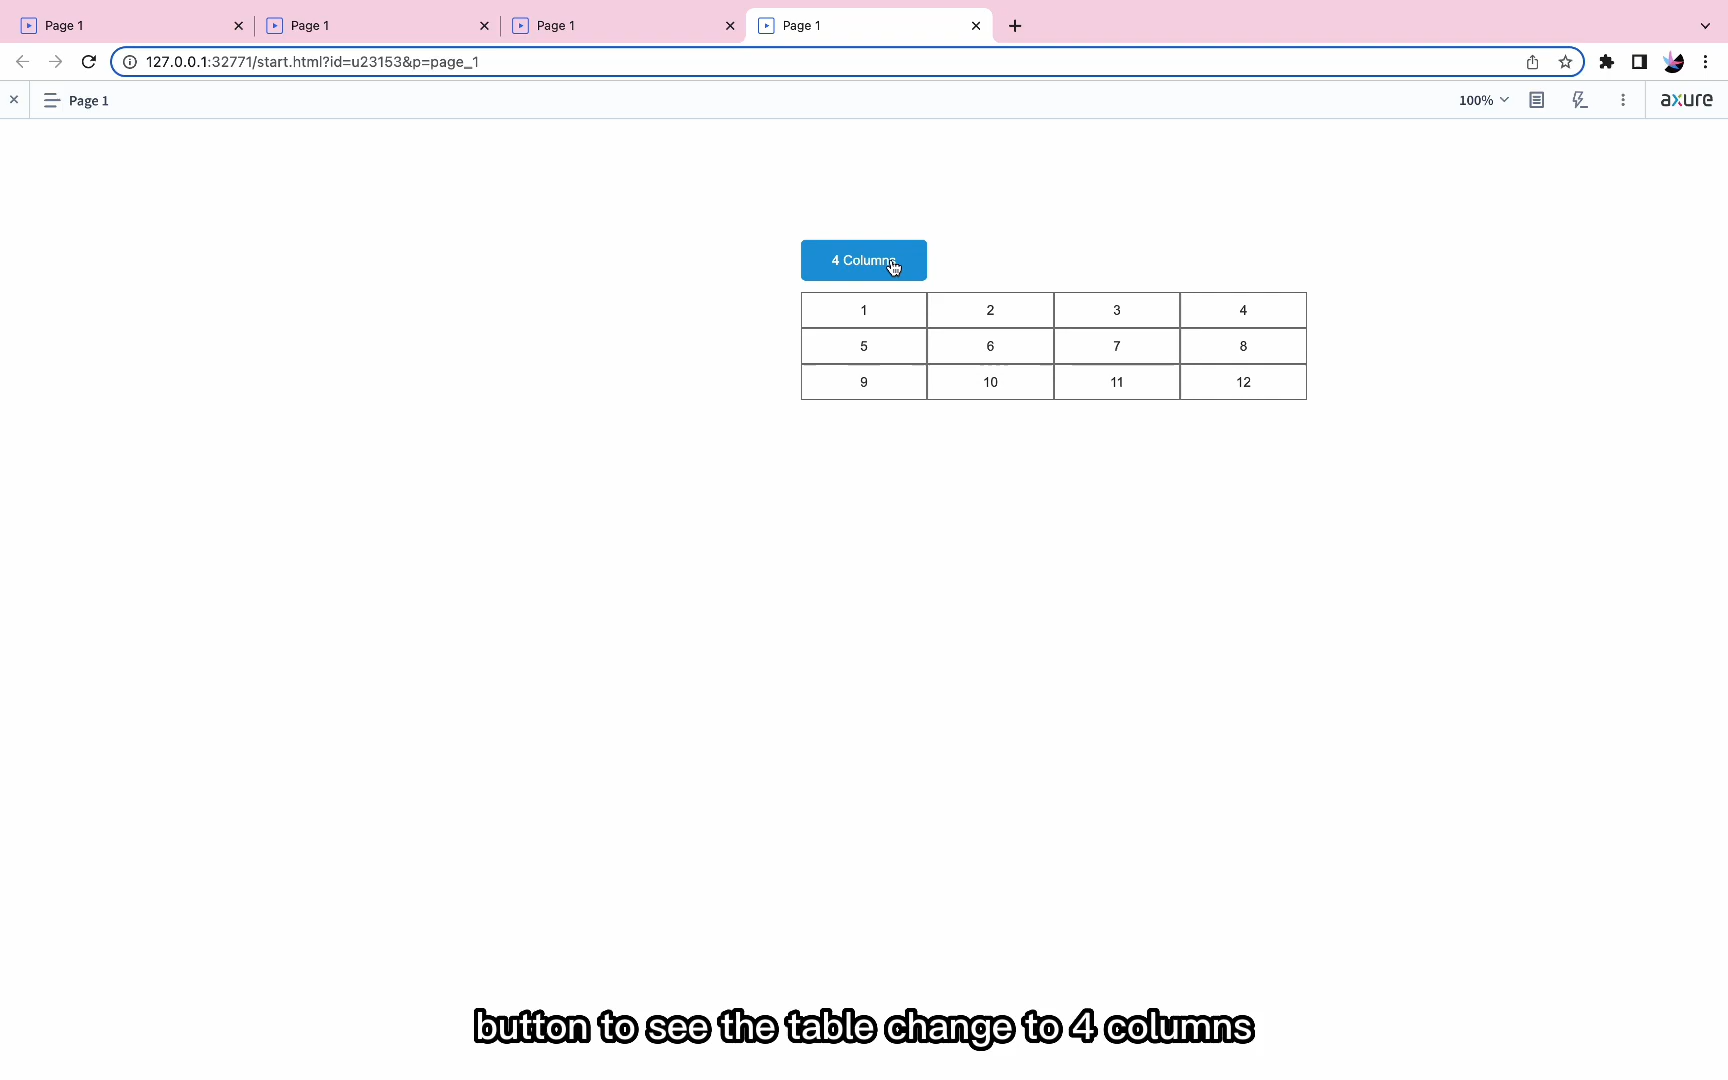 Page 1 Page 1 Page 1 Page 1
127.0.0.1:32771/start.html?id=u23153&p=page_1
Page 1 100% axure
4 Columns
1 2 3 4
5 6 7 8
9 10 11 12
button to see the table change to 4 columns